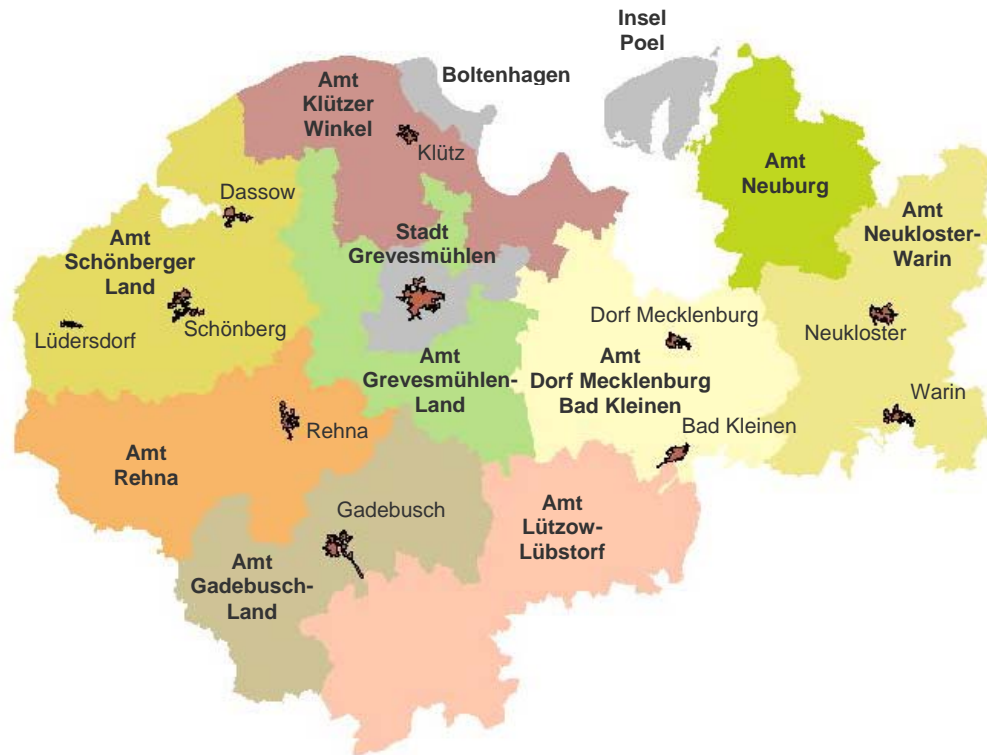 Insel
Poel
Boltenhagen
Amt
Klützer
Winkel
Klütz
Amt
Neuburg
Dassow
Amt
Neukloster-
Warin
Stadt
Grevesmühlen
Amt
Schönberger
Land
Schönberg
Lüdersdorf
Dorf Mecklenburg
Neukloster
Amt
Grevesmühlen-
Land
Amt
Dorf Mecklenburg
Bad Kleinen
Warin
Rehna
Bad Kleinen
Amt
Rehna
Gadebusch
Amt
Lützow-
Lübstorf
Amt
Gadebusch-
Land